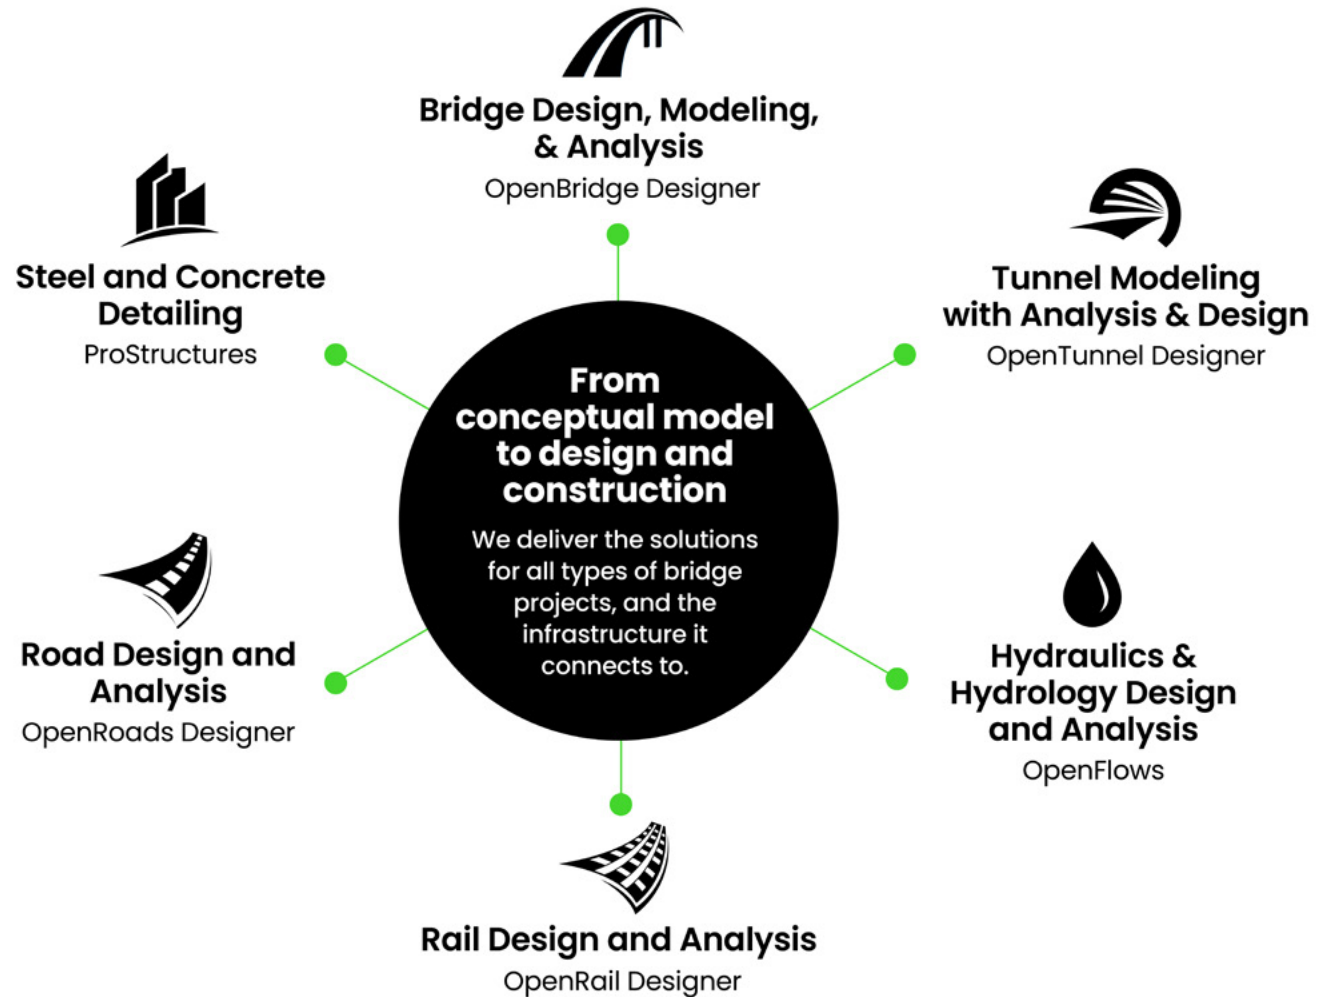 Bridge Design, Modeling,
& Analysis
OpenBridge Designer
Steel and Concrete
Detailing
ProStructures
Tunnel Modeling
with Analysis & Design
OpenTunnel Designer
From
conceptual model
to design and
construction
We deliver the solutions
for all types of bridge
projects, and the
infrastructure it
connects to.
Road Design and
Analysis
OpenRoads Designer
Hydraulics &
Hydrology Design
and Analysis
OpenFlows
Rail Design and Analysis
OpenRail Designer